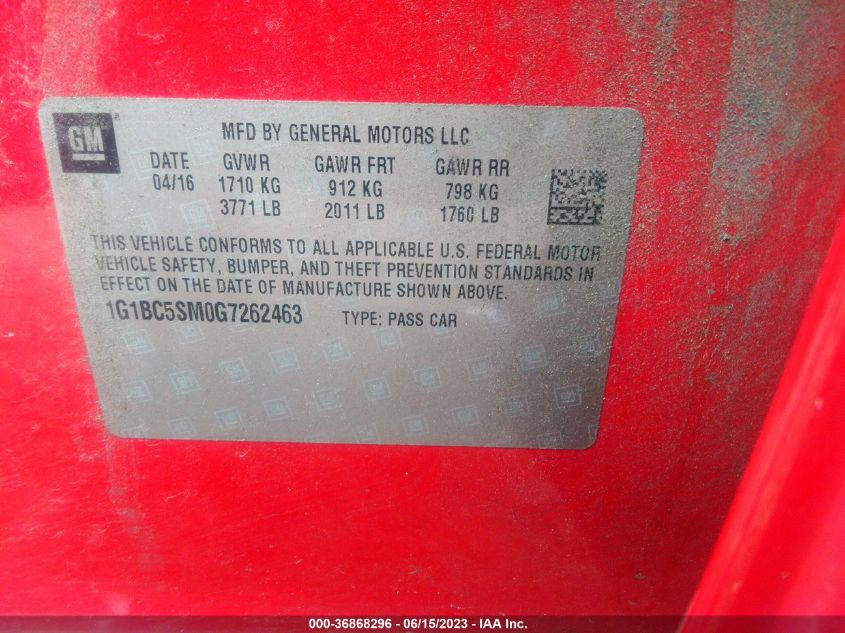 GM
MFD BY GENERAL MOTORS LLC
DATE GVWR GAWR FRT GAWR RR
04/16 1710 KG 912 KG 798 KG
3771 LB 2011 LB 1760 LB
THIS VEHICLE CONFORMS TO ALL APPLICABLE U.S. FEDERAL MOTOR
VEHICLE SAFETY, BUMPER, AND THEFT PREVENTION STANDARDS IN
EFFECT ON THE DATE OF MANUFACTURE SHOWN ABOVE.
1G1BC5SM0G7262463 TYPE: PASS CAR
000-36868296 - 06/15/2023 - IAA Inc.